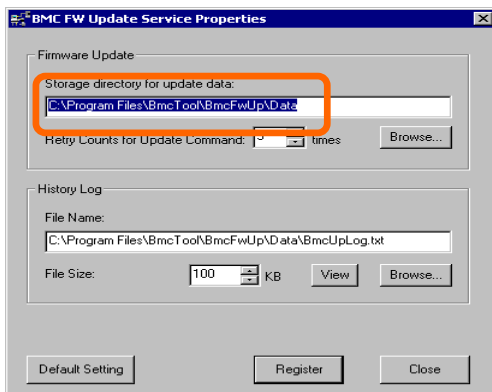 BMC FW Update Service Properties
Firmware Update
Storage directory for update data:
C:\Program Files\BmcTool\BmcFwUp\Data
Retry Counts for Update Command: times Browse...
History Log
File Name:
C:\Program Files\BmcTool\BmcFwUp\Data\BmcUpLog.txt
File Size: 100 KB View Browse...
Default Setting Register Close